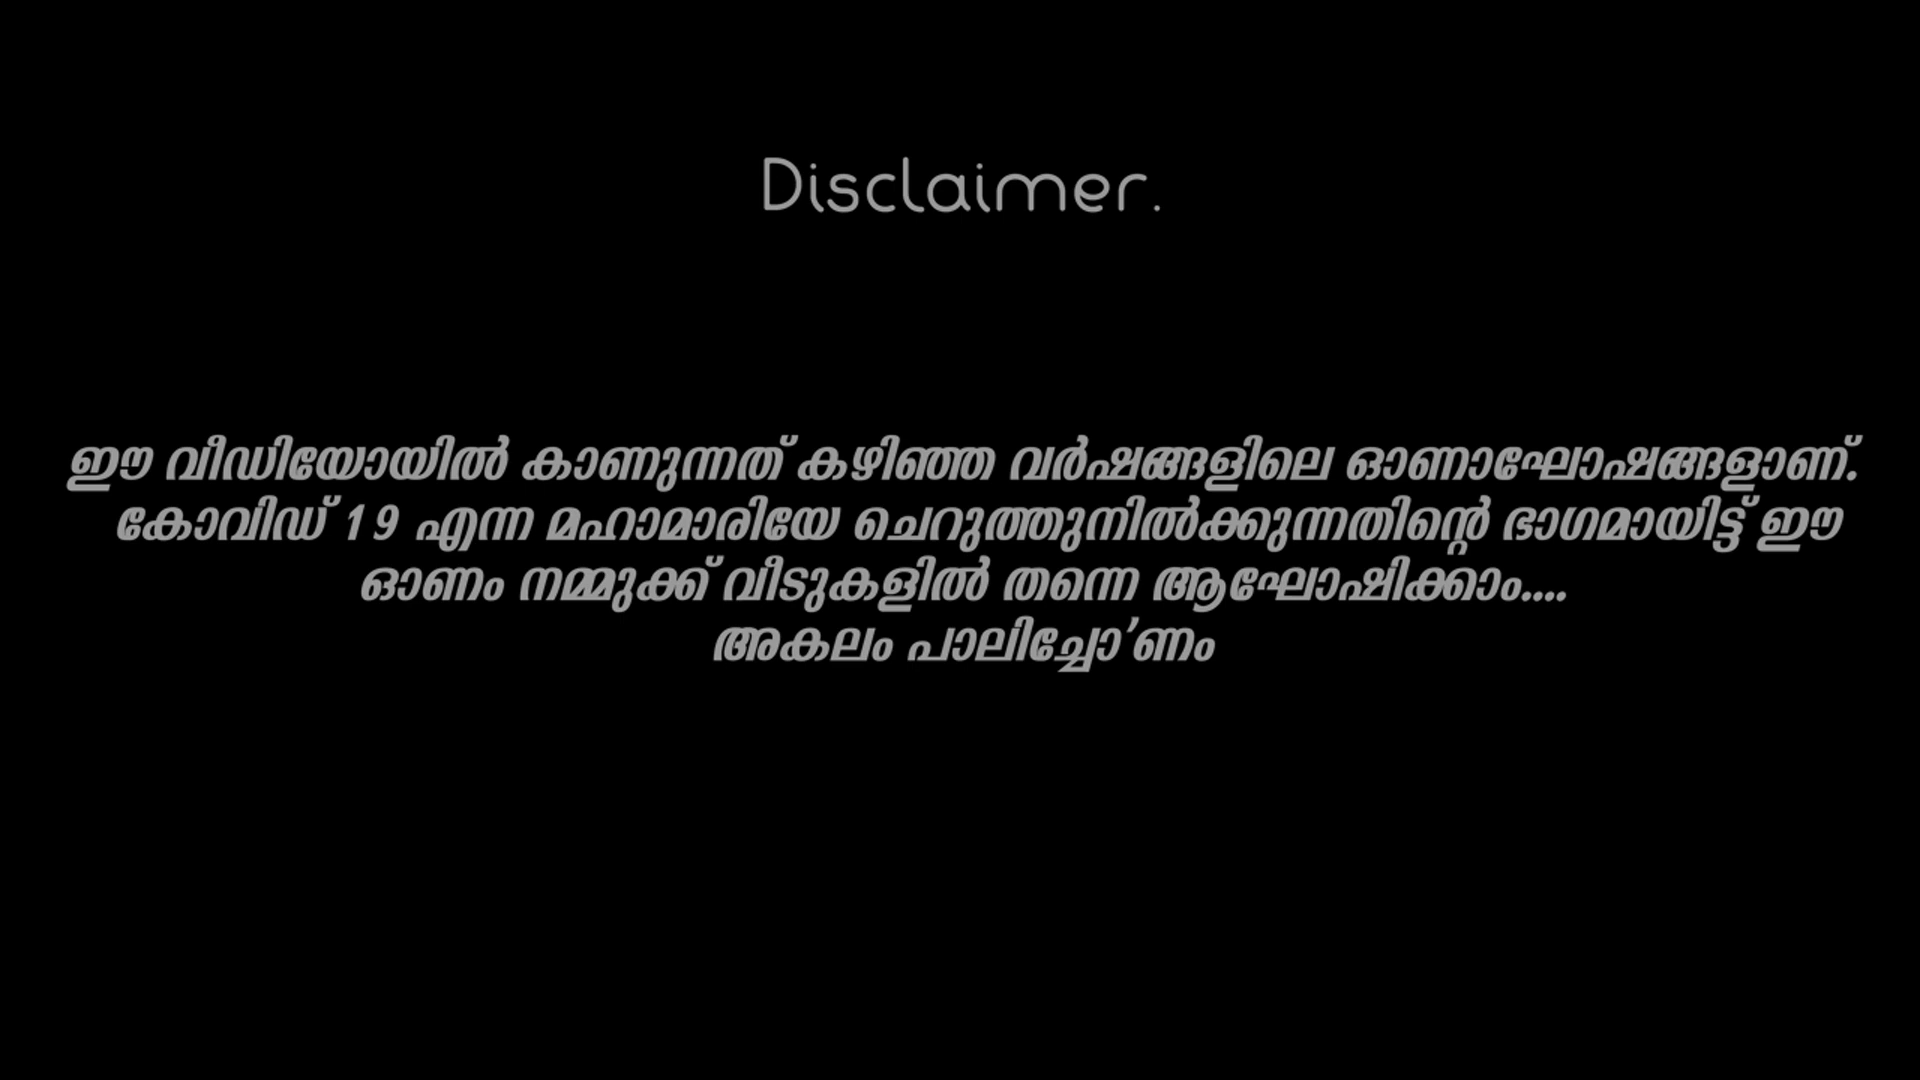 Disclaimer.
ഈ വീഡിയോയിൽ കാണുന്നത് കഴിഞ്ഞ വർഷങ്ങളിലെ ഓണാഘോഷങ്ങളാണ്.
കോവിഡ് 19 എന്ന മഹാമാരിയേ ചെറുത്തുനിൽക്കുന്നതിന്റെ ഭാഗമായിട്ട് ഈ
ഓണം നമ്മുക്ക് വീടുകളിൽ തന്നെ ആഘോഷിക്കാം....
അകലം പാലിച്ചോ'ണം